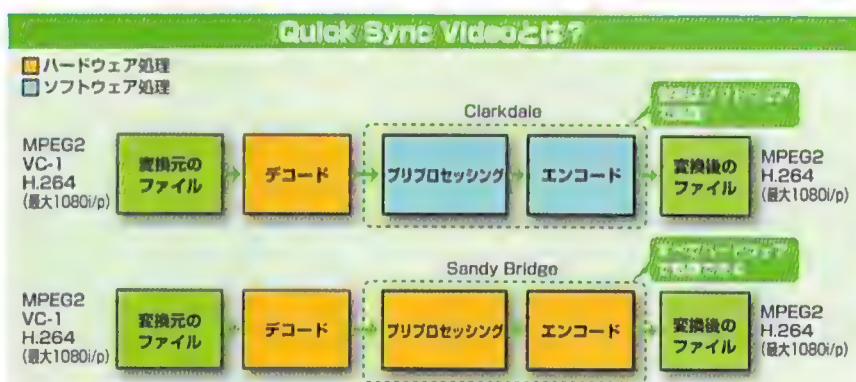 Quick Sync Videoとは?
ハードウェア処理
ソフトウェア処理
Clarkdale
MPEG2
VC-1
H.264
(最大1080i/p)
変換元の
ファイル
デコード
プリプロセッシング
エンコード
変換後の
ファイル
MPEG2
H.264
(最大1080i/p)
Sandy Bridge
MPEG2
VC-1
H.264
(最大1080i/p)
変換元の
ファイル
デコード
プリプロセッシング
エンコード
変換後の
ファイル
MPEG2
H.264
(最大1080i/p)